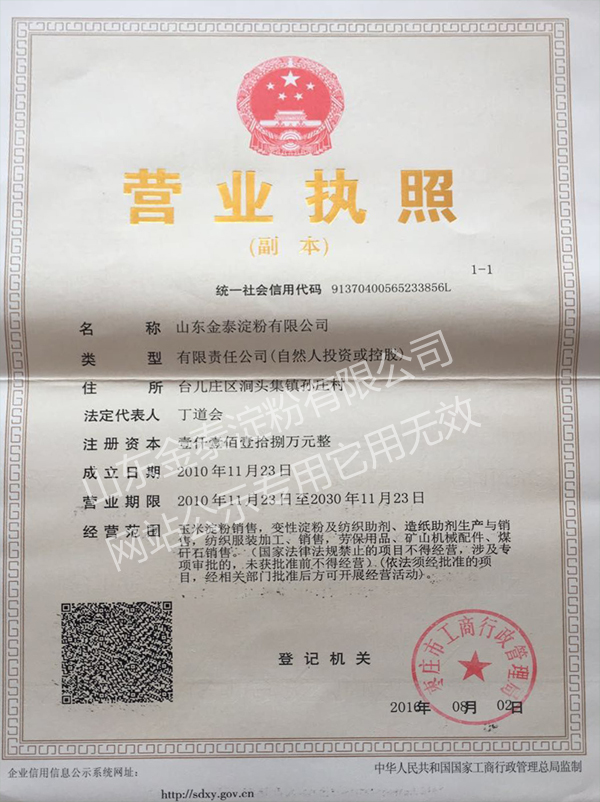 营业执照
(副 本)
1-1
统一社会信用代码 91370400565233856L
名 称 山东金泰淀粉有限公司
类 型 有限责任公司(自然人投资或控股)
住 所 台儿庄区涧头集镇孙庄村
法定代表人 丁道会
注册资本 壹仟壹佰壹拾捌万元整
成立日期 2010年11月23日
营业期限 2010年11月23日至2030年11月23日
经营范围 玉米淀粉销售，变性淀粉及纺织助剂、造纸助剂生产与销
售，纺织服装加工、销售，劳保用品、矿山机械配件、煤
矸石销售。(国家法律法规禁止的项目不得经营，涉及专
项审批的，未获批准前不得经营)(依法须经批准的项
目，经相关部门批准后方可开展经营活动)。
山东金泰淀粉有限公司
网站公示专用它用无效
登记机关
枣庄市工商行政管理局
2016年 08月 02日
企业信用信息公示系统网址：
http://sdxy.gov.cn
中华人民共和国国家工商行政管理总局监制